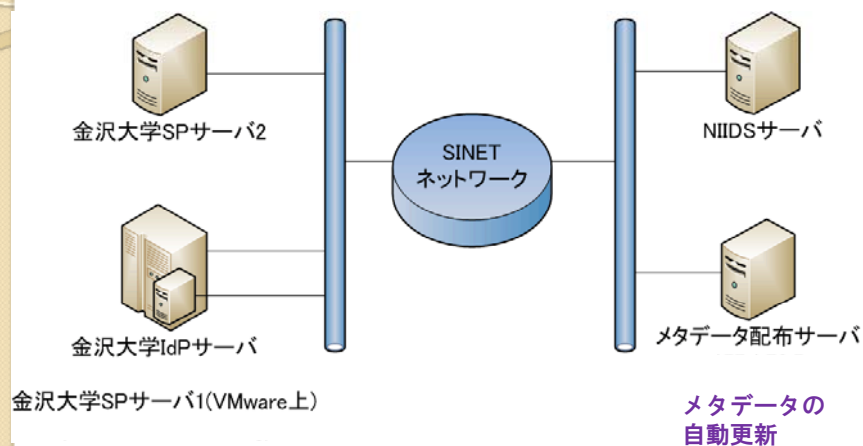 金沢大学SPサーバ2
NIIDSサーバ
SINET
ネットワーク
金沢大学IdPサーバ
メタデータ配布サーバ
金沢大学SPサーバ1(VMware上)
メタデータの
自動更新